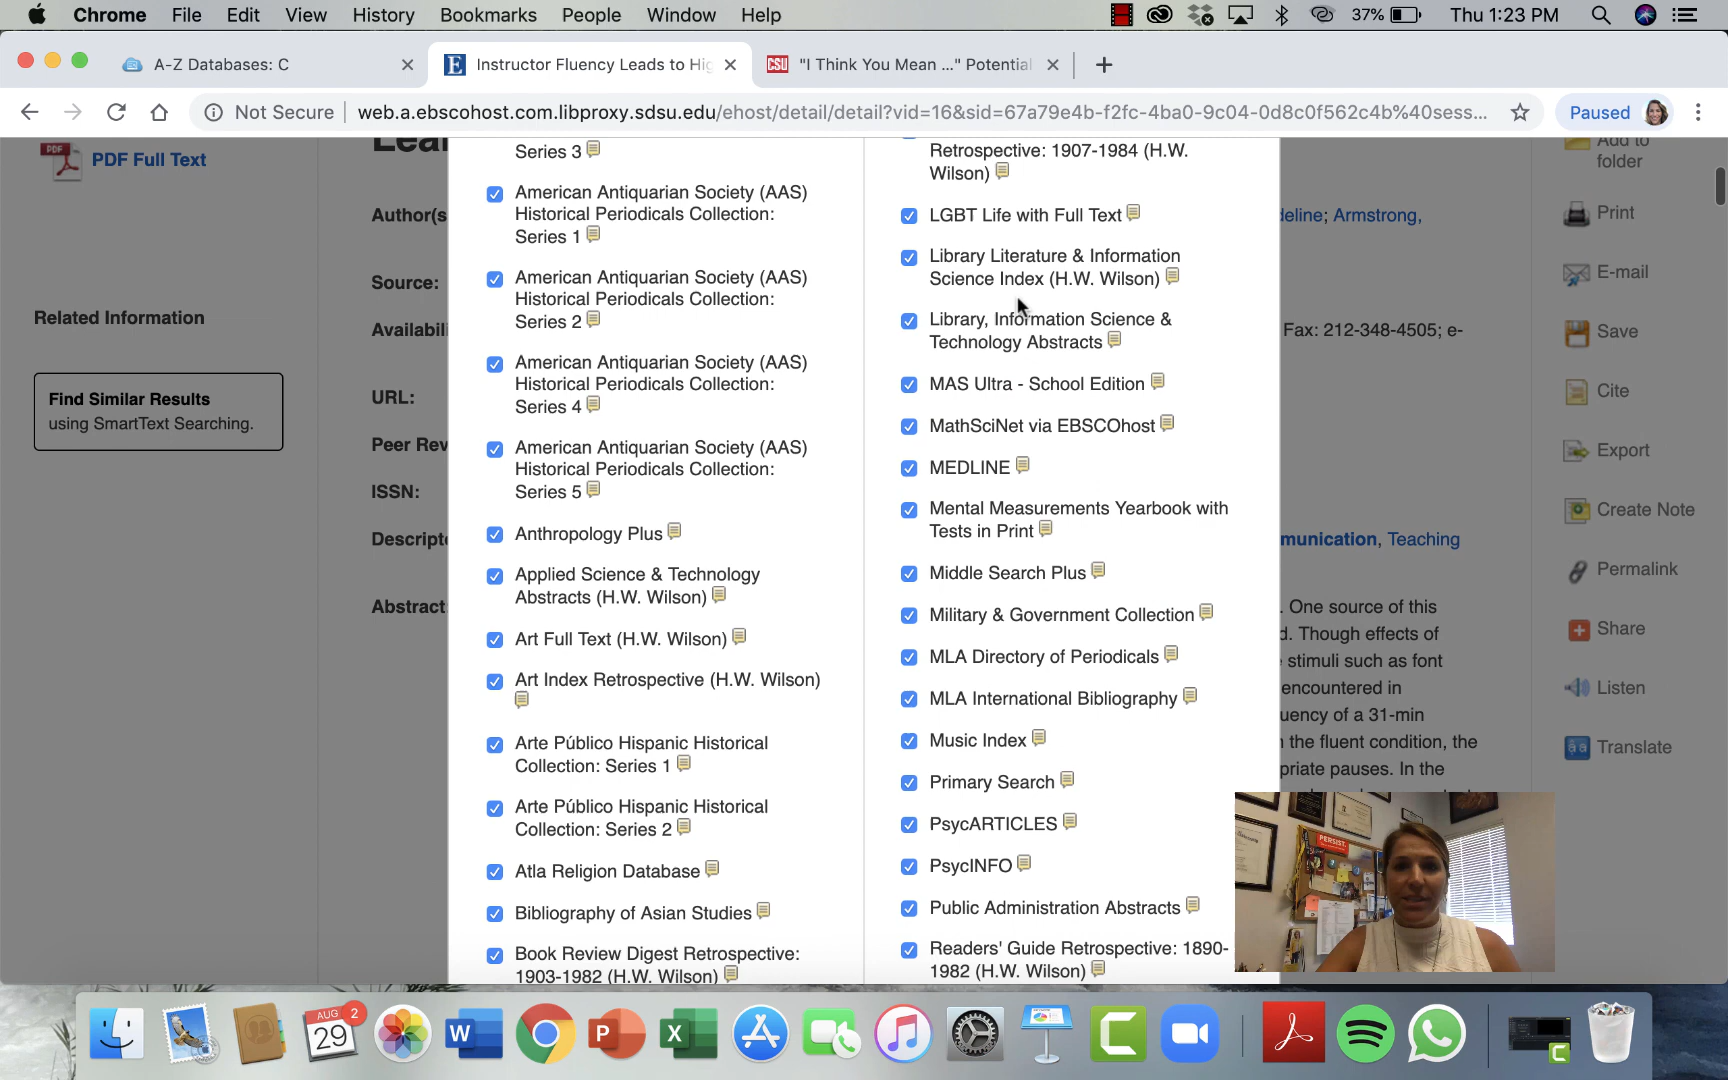 Chrome File Edit View History Bookmarks People Window Help 37% Thu 1:23 PM
A-Z Databases: C
Instructor Fluency Leads to Hig
CSU "I Think You Mean ..." Potential
Not Secure web.a.ebscohost.com.libproxy.sdsu.edu/ehost/detail/detail?vid=16&sid=67a79e4b-f2fc-4ba0-9c04-0d8c0f562c4b%40sess... Paused
PDF Full Text
Related Information
Find Similar Results
using SmartText Searching.
Author(s
Source:
Availabili
URL:
Peer Rev
ISSN:
Descripto
Abstract
Series 3
American Antiquarian Society (AAS)
Historical Periodicals Collection:
Series 1
American Antiquarian Society (AAS)
Historical Periodicals Collection:
Series 2
American Antiquarian Society (AAS)
Historical Periodicals Collection:
Series 4
American Antiquarian Society (AAS)
Historical Periodicals Collection:
Series 5
Anthropology Plus
Applied Science & Technology
Abstracts (H.W. Wilson)
Art Full Text (H.W. Wilson)
Art Index Retrospective (H.W. Wilson)
Arte Público Hispanic Historical
Collection: Series 1
Arte Público Hispanic Historical
Collection: Series 2
Atla Religion Database
Bibliography of Asian Studies
Book Review Digest Retrospective:
1903-1982 (H.W. Wilson)
Retrospective: 1907-1984 (H.W.
Wilson)
LGBT Life with Full Text
Library Literature & Information
Science Index (H.W. Wilson)
Library, Information Science &
Technology Abstracts
MAS Ultra - School Edition
MathSciNet via EBSCOhost
MEDLINE
Mental Measurements Yearbook with
Tests in Print
Middle Search Plus
Military & Government Collection
MLA Directory of Periodicals
MLA International Bibliography
Music Index
Primary Search
PsycARTICLES
PsycINFO
Public Administration Abstracts
Readers' Guide Retrospective: 1890-
1982 (H.W. Wilson)
deline; Armstrong,
Fax: 212-348-4505; e-
munication, Teaching
. One source of this
d. Though effects of
stimuli such as font
encountered in
uency of a 31-min
the fluent condition, the
priate pauses. In the
Add to
folder
Print
E-mail
Save
Cite
Export
Create Note
Permalink
Share
Listen
Translate
PERSIST.
AUG
29
2